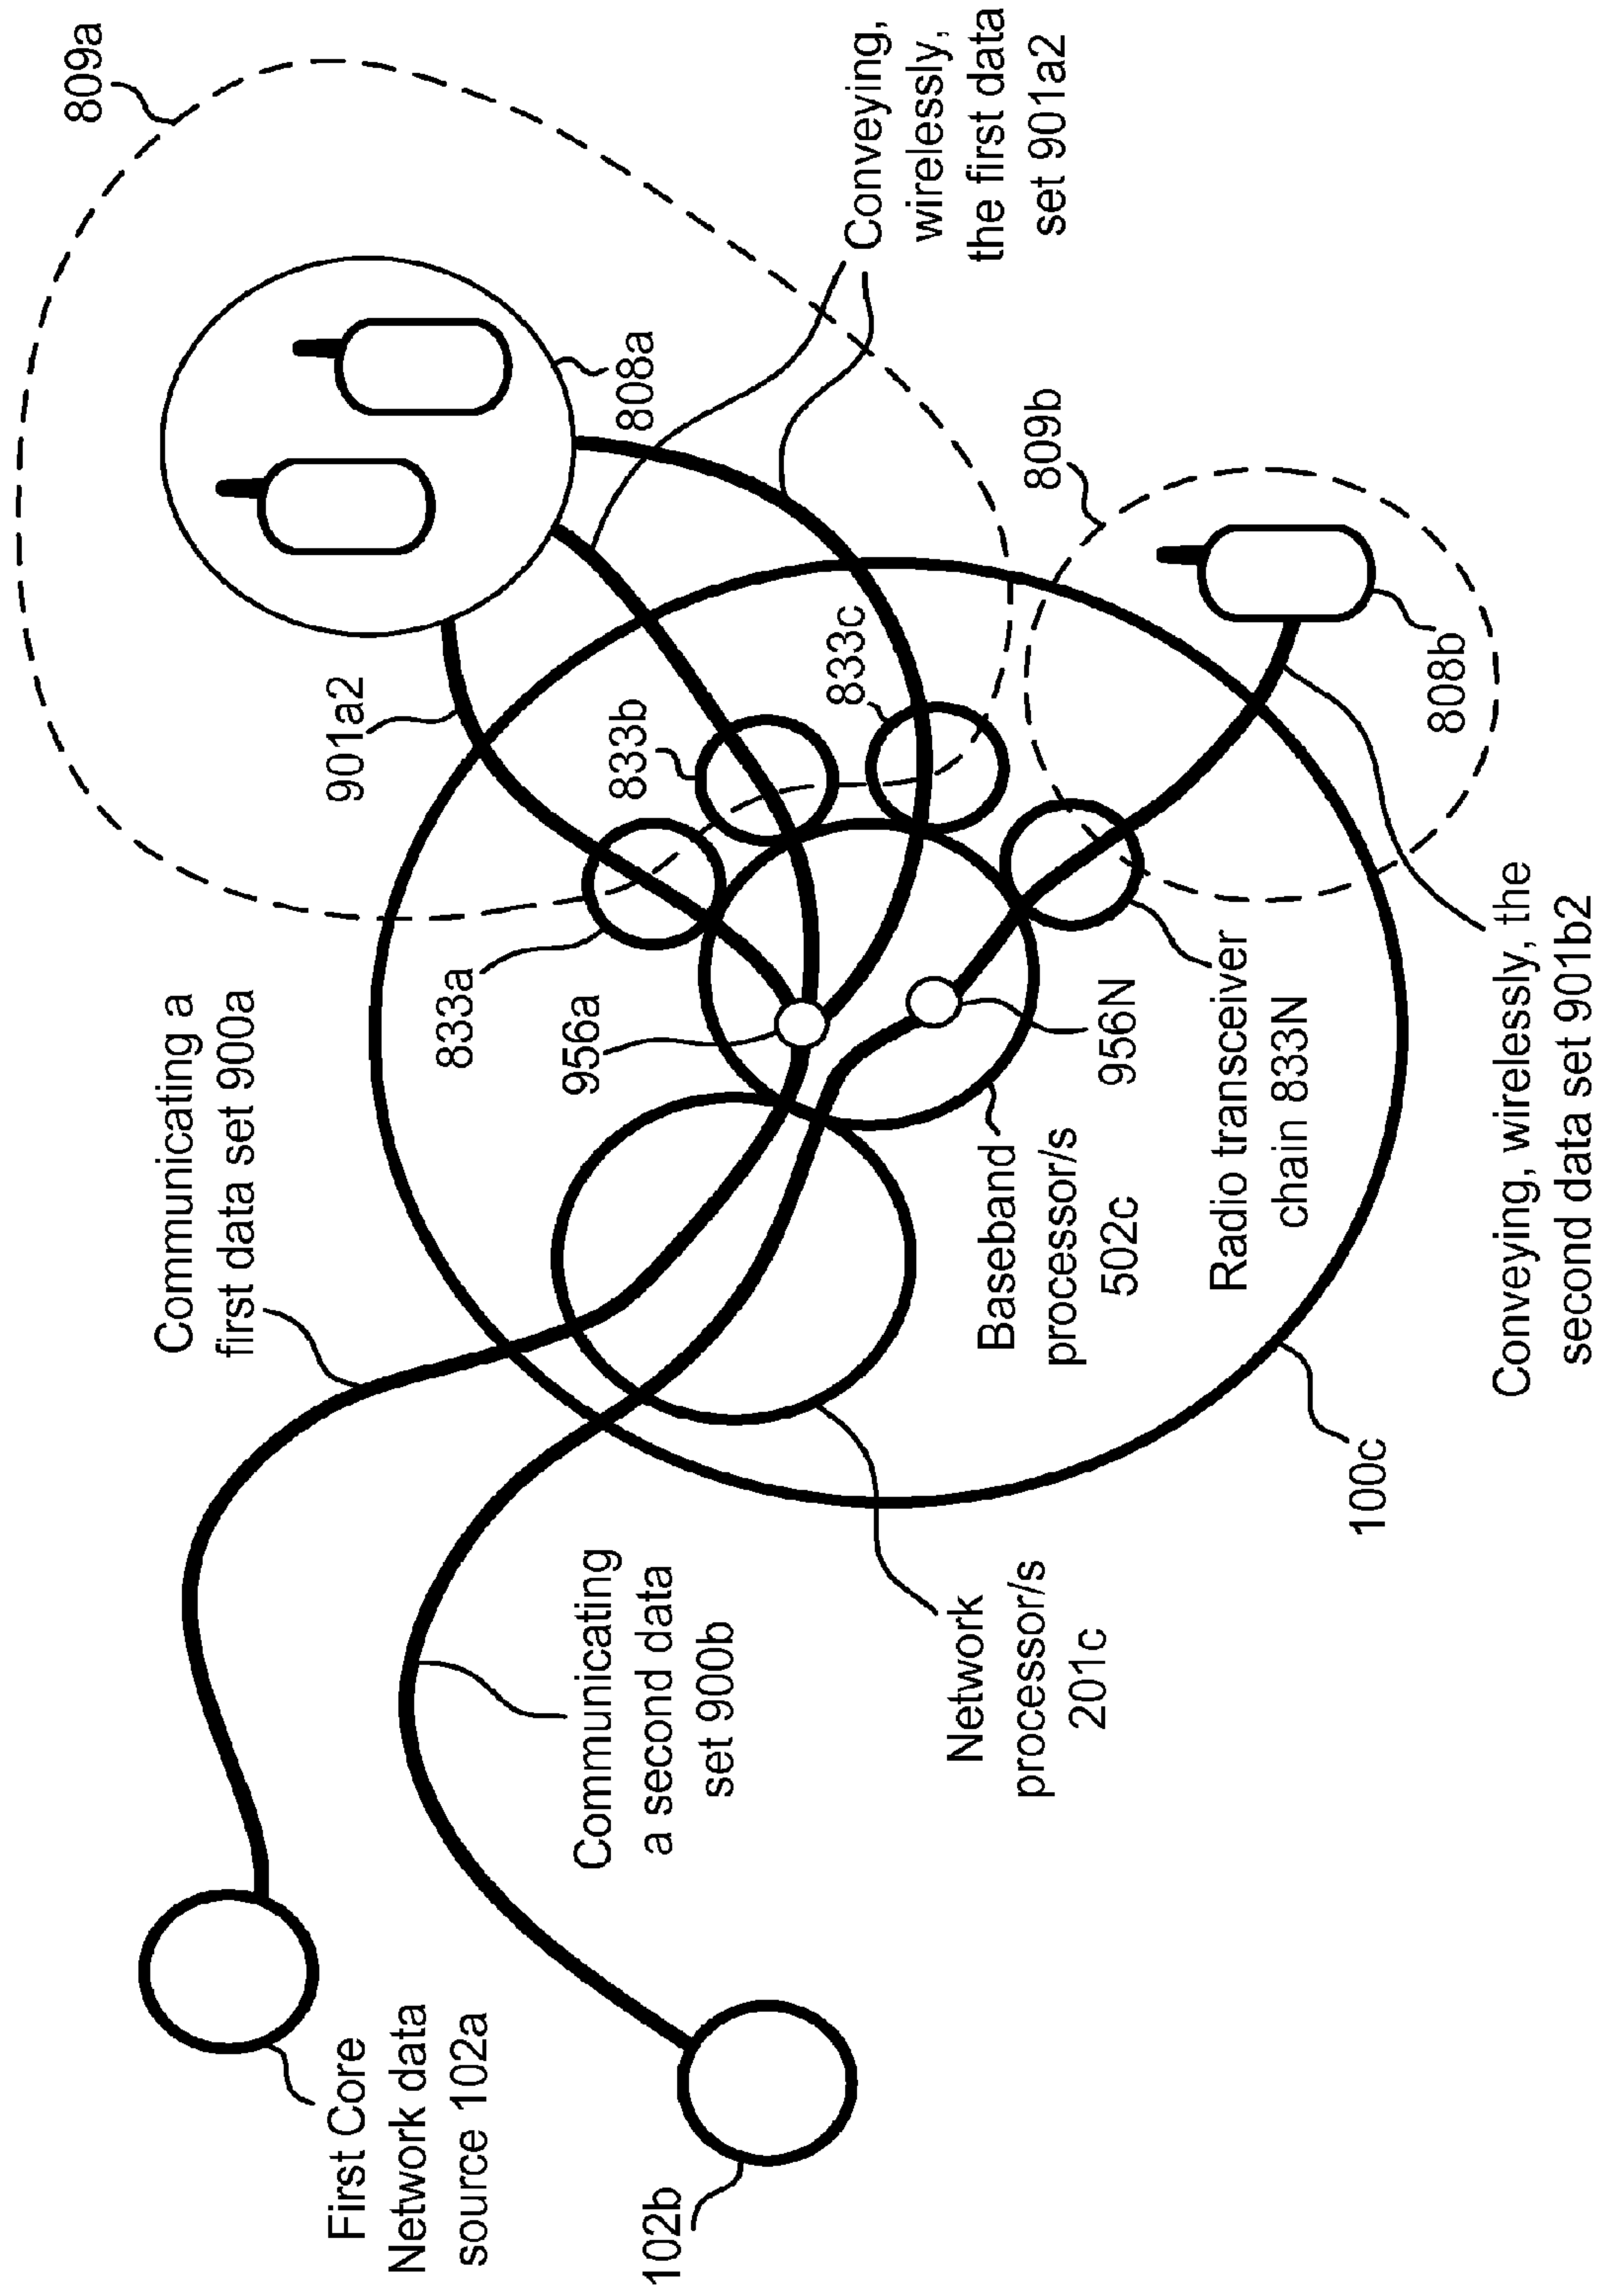 First Core
Network data
source 102a
102b
Communicating a
first data set 900a
Communicating
a second data
set 900b
Network
processor/s
201c
100c
Baseband
processor/s
502c
Radio transceiver
chain 833N
956a
956N
833a
833b
833c
901a2
808a
809a
Conveying,
wirelessly,
the first data
set 901a2
809b
808b
Conveying, wirelessly, the
second data set 901b2